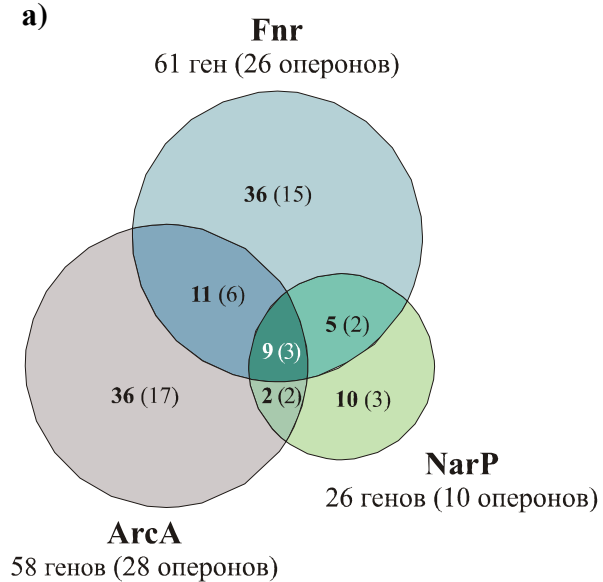 а)
Fnr
61 ген (26 оперонов)
36 (15)
11 (6)
5 (2)
9 (3)
36 (17)
2 (2)
10 (3)
NarP
26 генов (10 оперонов)
ArcA
58 генов (28 оперонов)